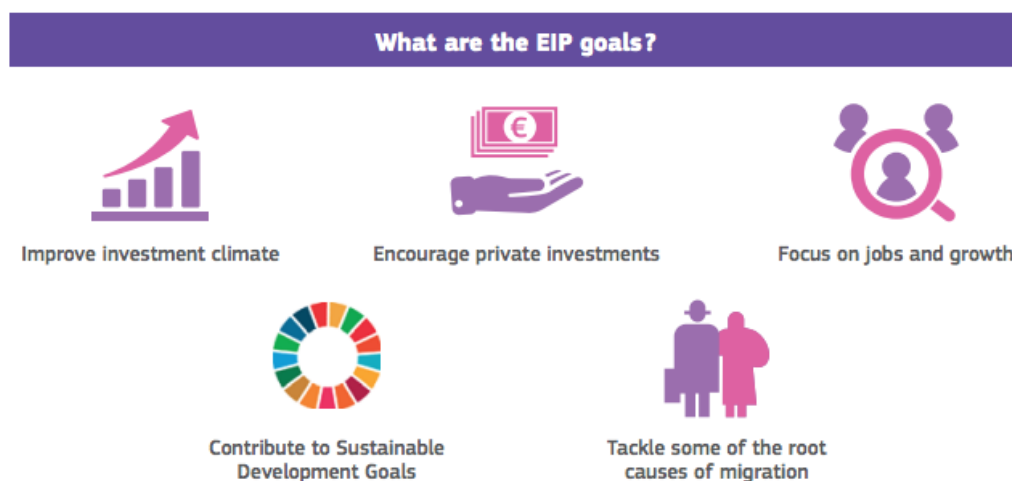 What are the EIP goals?
€
Improve investment climate
Encourage private investments
Focus on jobs and growth
Contribute to Sustainable
Development Goals
Tackle some of the root
causes of migration